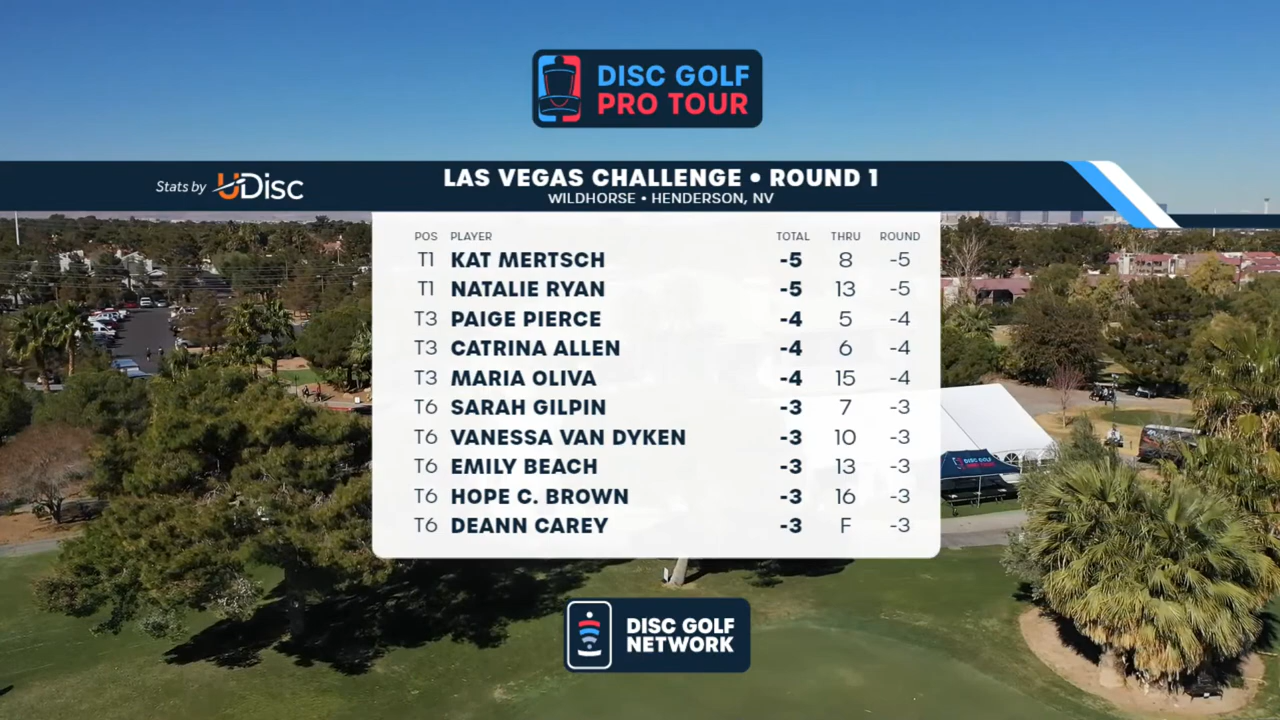 DISC GOLF
PRO TOUR
Stats by UDisc
LAS VEGAS CHALLENGE • ROUND 1
WILDHORSE • HENDERSON, NV
POS PLAYER TOTAL THRU ROUND
T1 KAT MERTSCH -5 8 -5
T1 NATALIE RYAN -5 13 -5
T3 PAIGE PIERCE -4 5 -4
T3 CATRINA ALLEN -4 6 -4
T3 MARIA OLIVA -4 15 -4
T6 SARAH GILPIN -3 7 -3
T6 VANESSA VAN DYKEN -3 10 -3
T6 EMILY BEACH -3 13 -3
T6 HOPE C. BROWN -3 16 -3
T6 DEANN CAREY -3 F -3
DISC GOLF
PRO TOUR
DISC GOLF
NETWORK